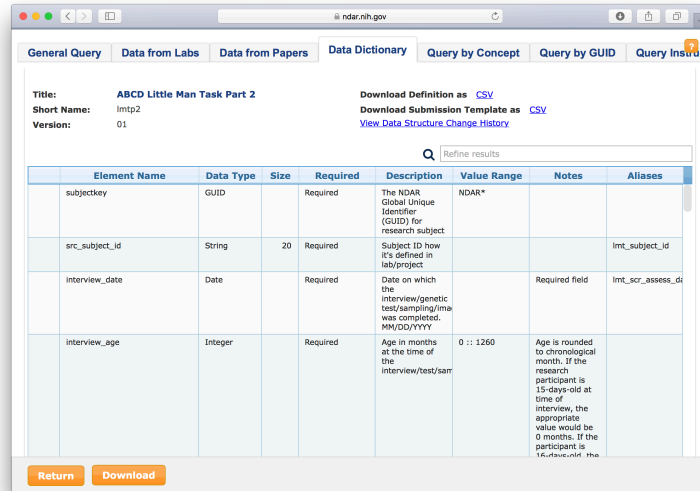 ndar.nih.gov
General Query Data from Labs Data from Papers Data Dictionary Query by Concept Query by GUID Query
?
Title: ABCD Little Man Task Part 2
Short Name: lmtp2
Version: 01
Download Definition as CSV
Download Submission Template as CSV
View Data Structure Change History
Refine results
Element Name Data Type Size Required Description Value Range Notes Aliases
subjectkey GUID Required The NDAR NDAR*
Global Unique
Identifier
(GUID) for
research subject
src_subject_id String 20 Required Subject ID how lmt_subject_id
it's defined in
lab/project
interview_date Date Required Date on which Required field lmt_scr_assess_da
the
interview/genetic
test/sampling/ima
was completed.
MM/DD/YYYY
interview_age Integer Required Age in months 0 :: 1260 Age is rounded
at the time of to chronological
the month. If the
interview/test/sam research
participant is
15-days-old at
time of
interview, the
appropriate
value would be
0 months. If the
participant is
16-days-old, the
Return Download